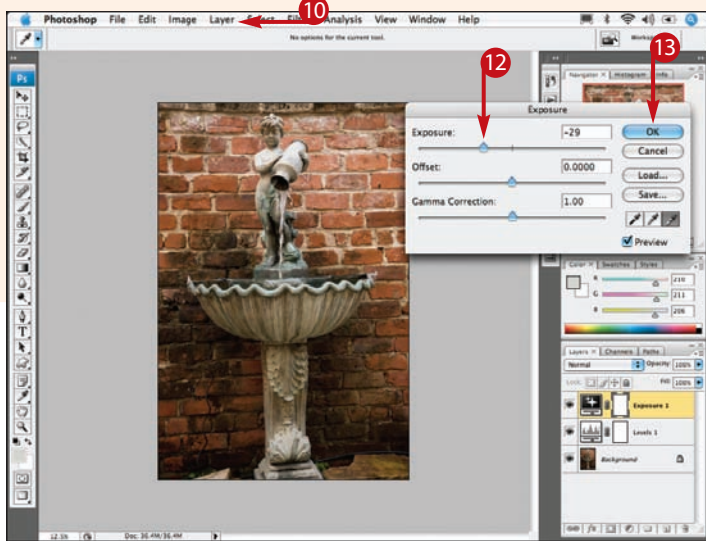 10
Photoshop File Edit Image Layer Select Filter Analysis View Window Help
No options for the current tool.
12
13
Ps
Navigator × Histogram Info
Exposure
Exposure: -29
OK
Cancel
Offset: 0.0000
Load...
Save...
Gamma Correction: 1.00
Preview
Color × Swatches Styles
R 210
G 211
B 206
Layers × Channels Paths
Normal Opacity: 100%
Lock: Fill: 100%
Exposure 1
Levels 1
Background
12.5% Doc: 36.4M/36.4M